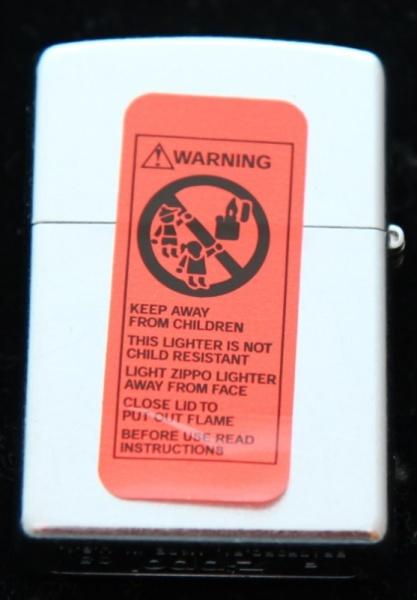 WARNING
KEEP AWAY
FROM CHILDREN
THIS LIGHTER IS NOT
CHILD RESISTANT
LIGHT ZIPPO LIGHTER
AWAY FROM FACE
CLOSE LID TO
PUT OUT FLAME
BEFORE USE READ
INSTRUCTIONS